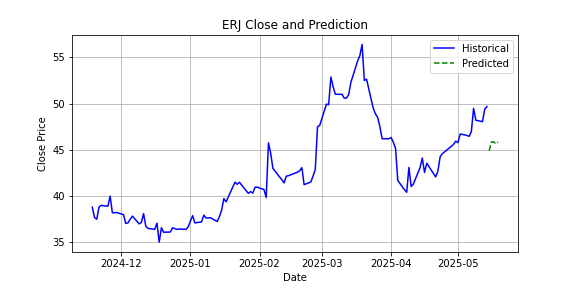 ERJ Close and Prediction
Historical
Predicted
Close Price
55
50
45
40
35
2024-12 2025-01 2025-02 2025-03 2025-04 2025-05
Date